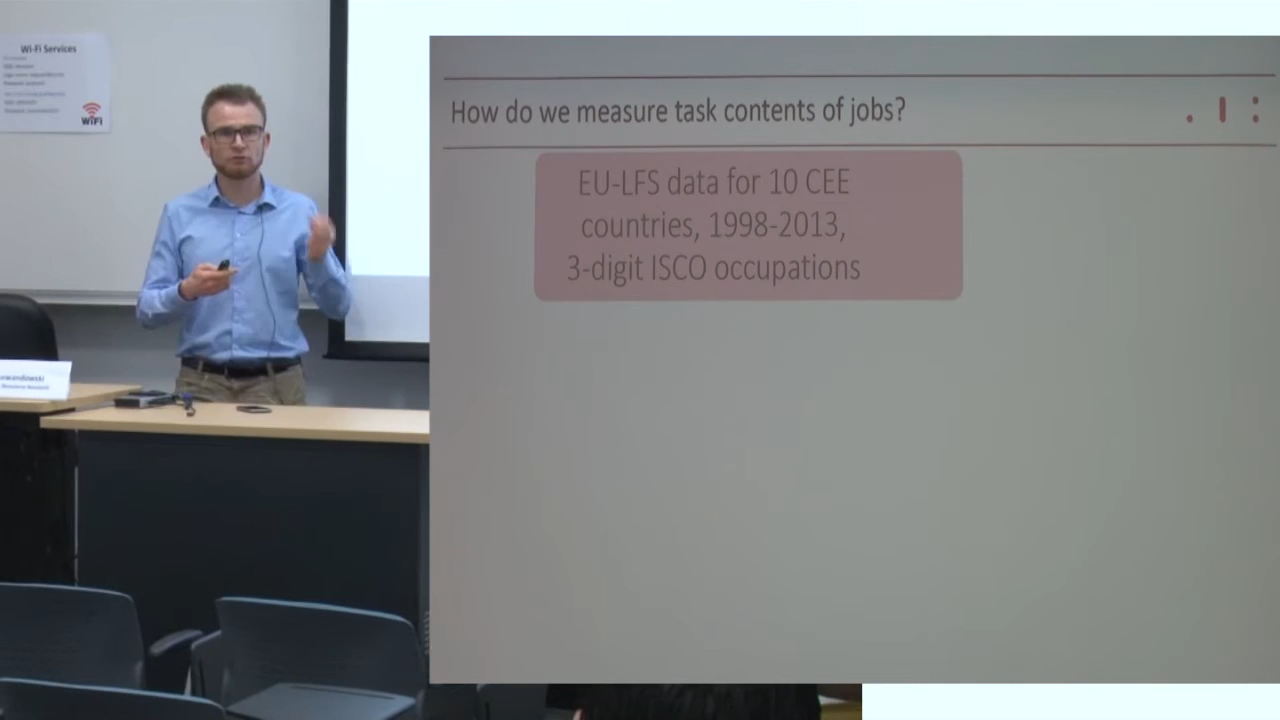 Wi-Fi Services
WiFi
How do we measure task contents of jobs?
EU-LFS data for 10 CEE
countries, 1998-2013,
3-digit ISCO occupations